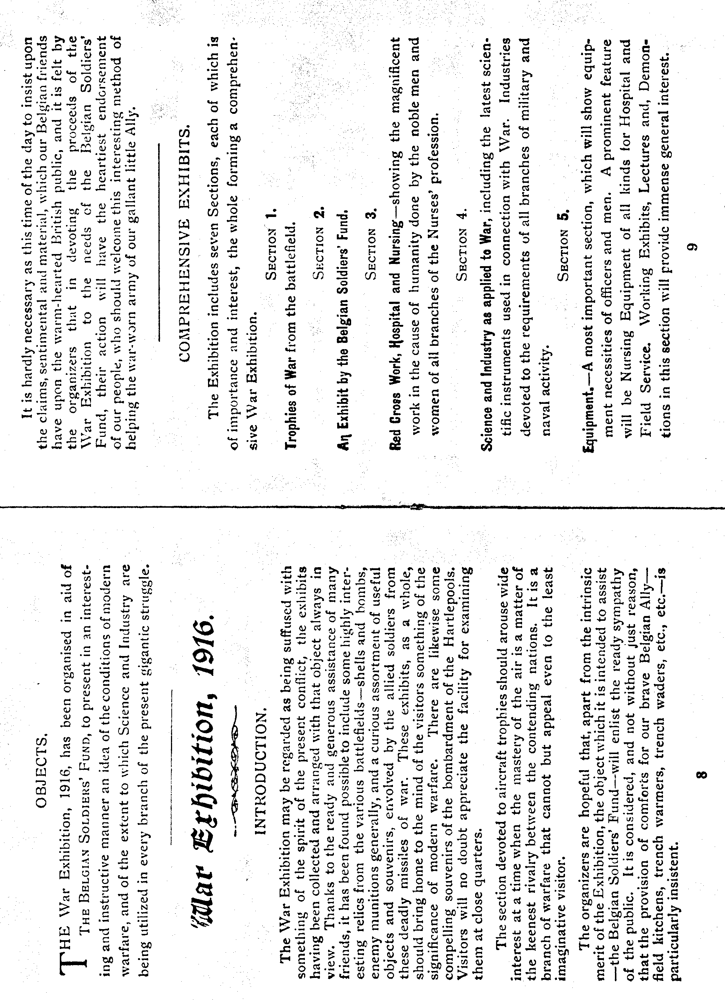 OBJECTS.
THE War Exhibition, 1916, has been organised in aid of
THE BELGIAN SOLDIERS' FUND, to present in an interest-
ing and instructive manner an idea of the conditions of modern
warfare, and of the extent to which Science and Industry are
being utilized in every branch of the present gigantic struggle.
War Exhibition, 1916.
INTRODUCTION.
The War Exhibition may be regarded as being suffused with
something of the spirit of the present conflict, the exhibits
having been collected and arranged with that object always in
view. Thanks to the ready and generous assistance of many
friends, it has been found possible to include some highly inter-
esting relics from the various battlefields—shells and bombs,
enemy munitions generally, and a curious assortment of useful
objects and souvenirs, envolved by the allied soldiers from
these deadly missiles of war. These exhibits, as a whole,
should bring home to the mind of the visitors something of the
significance of modern warfare. There are likewise some
compelling souvenirs of the bombardment of the Hartlepools.
Visitors will no doubt appreciate the facility for examining
them at close quarters.
The section devoted to aircraft trophies should arouse wide
interest at a time when the mastery of the air is a matter of
the keenest rivalry between the contending nations. It is a
branch of warfare that cannot but appeal even to the least
imaginative visitor.
The organizers are hopeful that, apart from the intrinsic
merit of the Exhibition, the object which it is intended to assist
—the Belgian Soldiers' Fund—will enlist the ready sympathy
of the public. It is considered, and not without just reason,
that the provision of comforts for our brave Belgian Ally—
field kitchens, trench warmers, trench waders, etc., etc.—is
particularly insistent.
8
It is hardly necessary as this time of the day to insist upon
the claims, sentimental and material, which our Belgian friends
have upon the warm-hearted British public, and it is felt by
the organizers that in devoting the proceeds of the
War Exhibition to the needs of the Belgian Soldiers'
Fund, their action will have the heartiest endorsement
of our people, who should welcome this interesting method of
helping the war-worn army of our gallant little Ally.
COMPREHENSIVE EXHIBITS.
The Exhibition includes seven Sections, each of which is
of importance and interest, the whole forming a comprehen-
sive War Exhibition.
SECTION 1.
Trophies of War from the battlefield.
SECTION 2.
An Exhibit by the Belgian Soldiers' Fund.
SECTION 3.
Red Cross Work, Hospital and Nursing—showing the magnificent
work in the cause of humanity done by the noble men and
women of all branches of the Nurses' profession.
SECTION 4.
Science and Industry as applied to War, including the latest scien-
tific instruments used in connection with War. Industries
devoted to the requirements of all branches of military and
naval activity.
SECTION 5.
Equipment.—A most important section, which will show equip-
ment necessities of officers and men. A prominent feature
will be Nursing Equipment of all kinds for Hospital and
Field Service. Working Exhibits, Lectures and, Demon-
tions in this section will provide immense general interest.
9